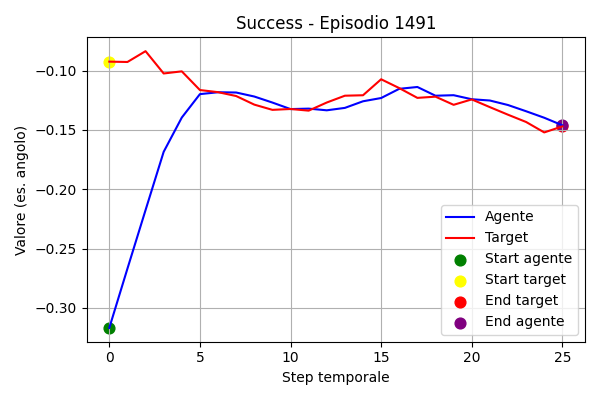 Success - Episodio 1491
Valore (es. angolo)
−0.10
−0.15
−0.20
−0.25
−0.30
Agente
Target
Start agente
Start target
End target
End agente
0 5 10 15 20 25
Step temporale